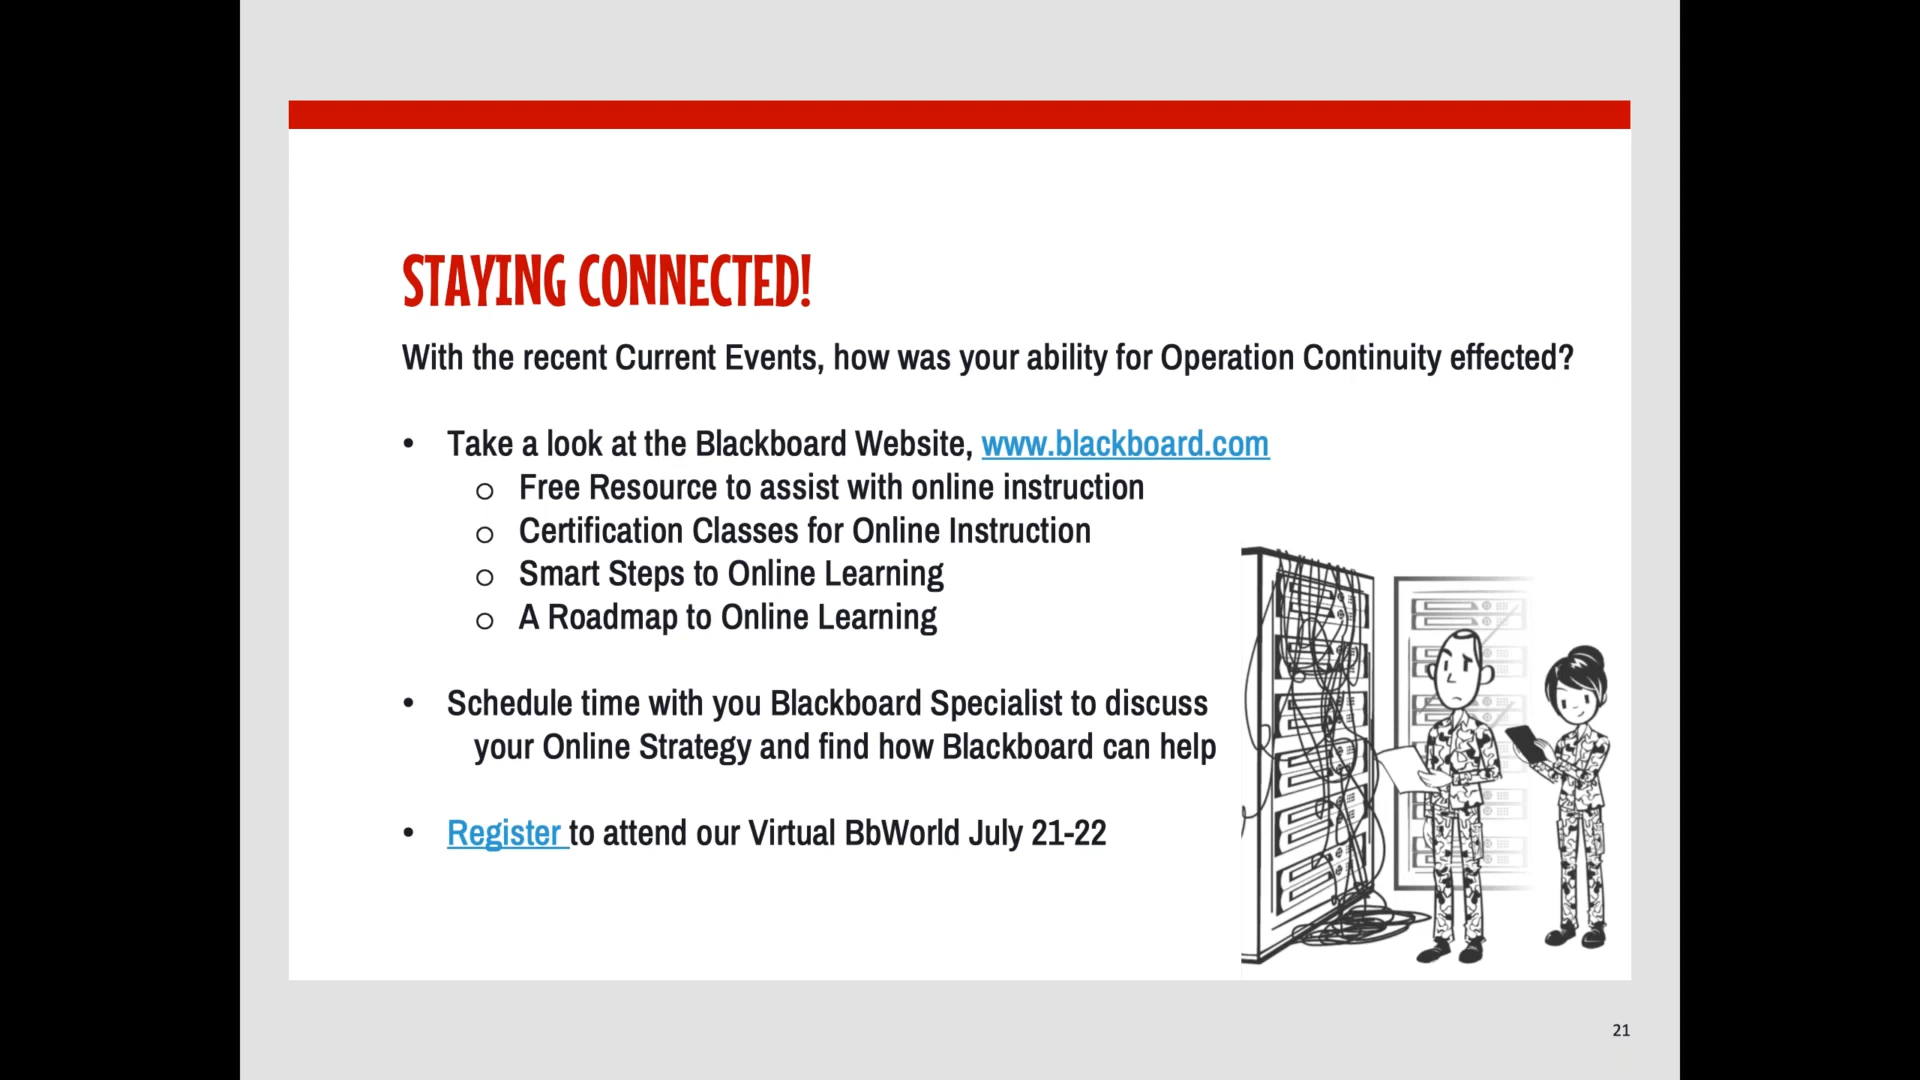 STAYING CONNECTED!
With the recent Current Events, how was your ability for Operation Continuity effected?
• Take a look at the Blackboard Website, www.blackboard.com
o Free Resource to assist with online instruction
o Certification Classes for Online Instruction
o Smart Steps to Online Learning
o A Roadmap to Online Learning
• Schedule time with you Blackboard Specialist to discuss
your Online Strategy and find how Blackboard can help
• Register to attend our Virtual BbWorld July 21-22
21